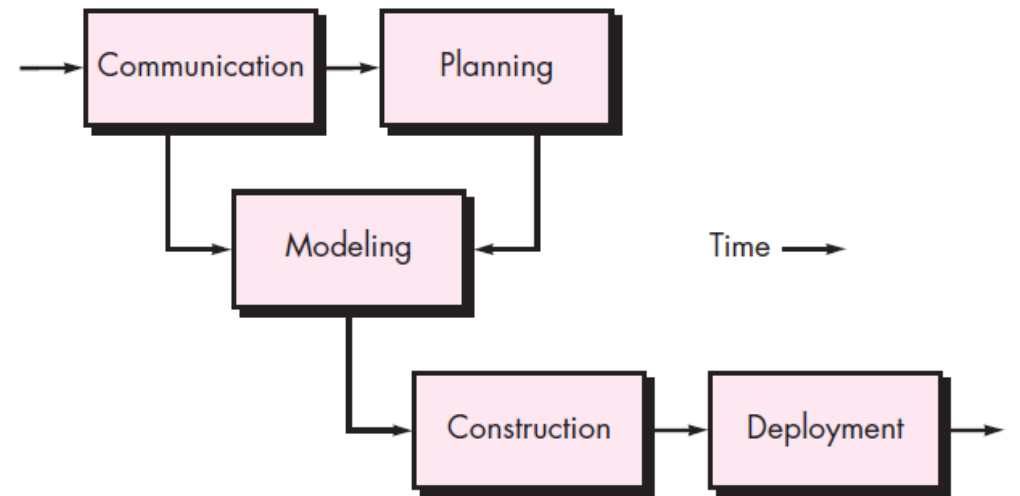 Communication
Planning
Modeling
Time
Construction
Deployment